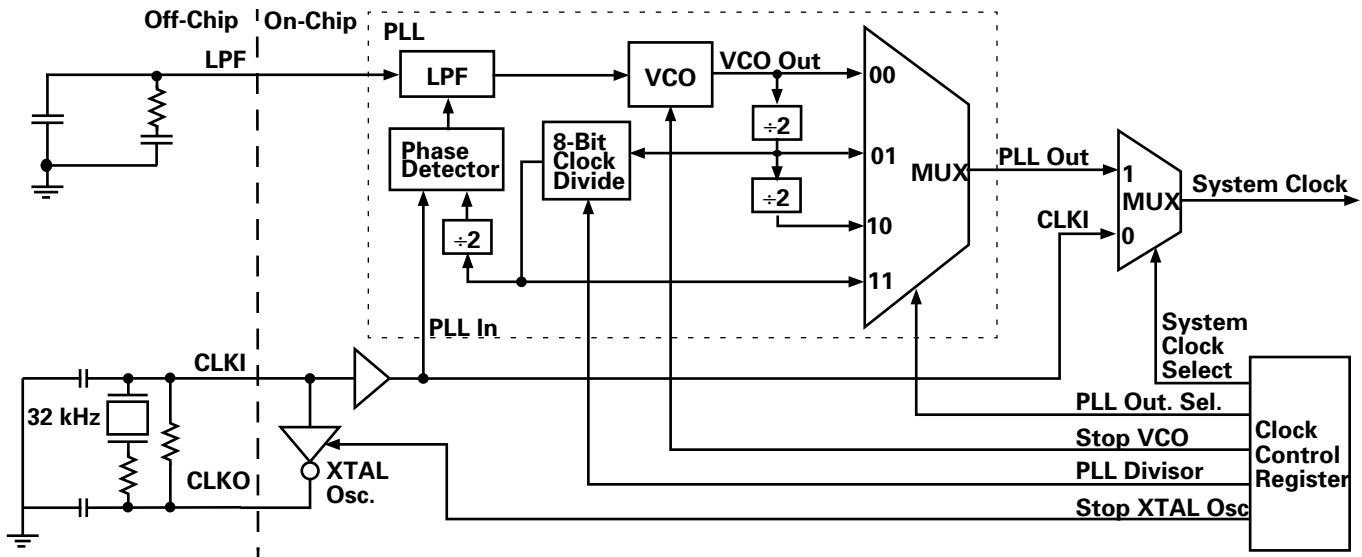 Off-Chip
On-Chip
PLL
LPF
LPF
VCO
VCO Out
00
÷2
Phase
Detector
8-Bit
Clock
Divide
01
÷2
MUX
PLL Out
1
MUX
System Clock
÷2
10
CLKI
0
11
PLL In
System
Clock
Select
CLKI
32 kHz
PLL Out. Sel.
Stop VCO
Clock
Control
Register
CLKO
XTAL
Osc.
PLL Divisor
Stop XTAL Osc